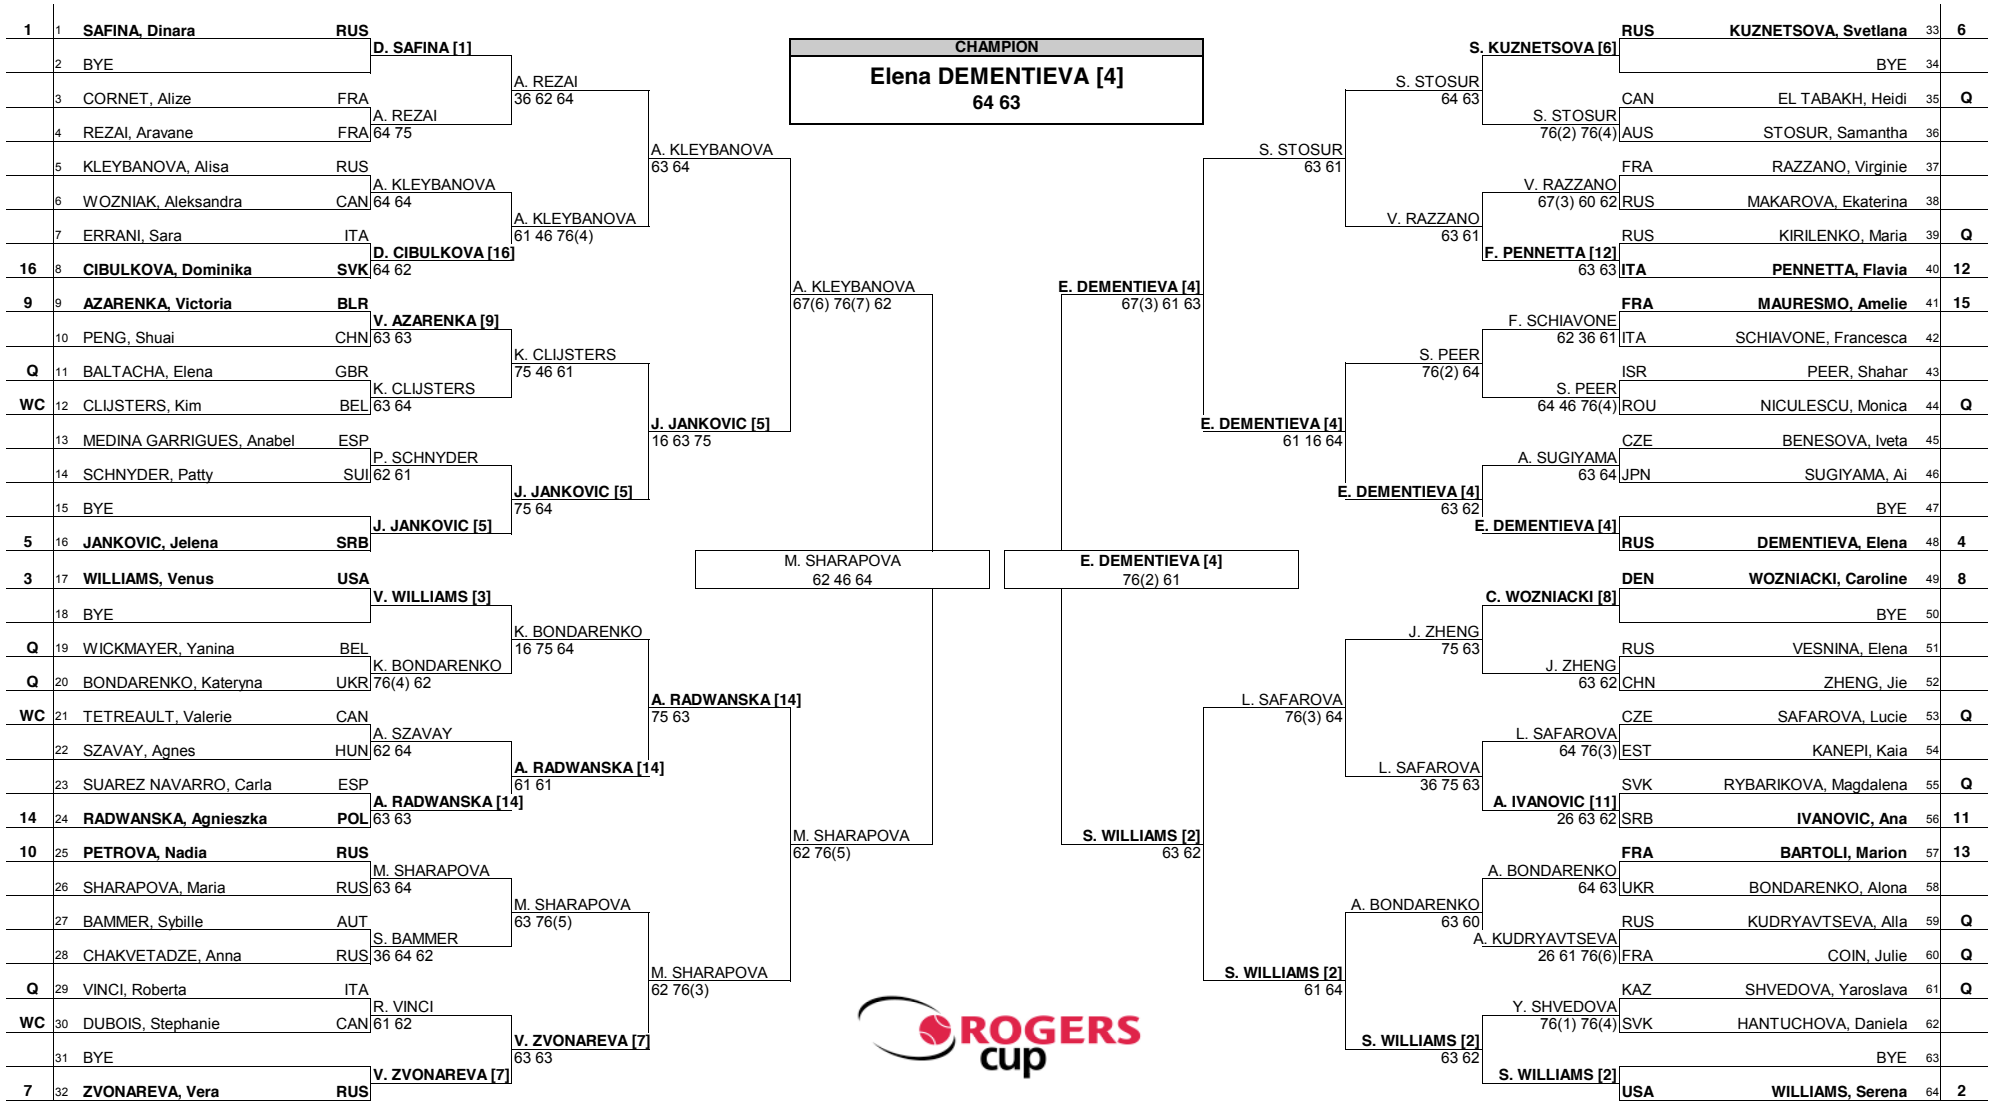 CHAMPION
Elena DEMENTIEVA [4]
64 63
1 1 SAFINA, Dinara RUS
D. SAFINA [1]
2 BYE
A. REZAI
36 62 64
3 CORNET, Alize FRA
A. REZAI
4 REZAI, Aravane FRA 64 75
A. KLEYBANOVA
63 64
5 KLEYBANOVA, Alisa RUS
A. KLEYBANOVA
6 WOZNIAK, Aleksandra CAN 64 64
A. KLEYBANOVA
61 46 76(4)
7 ERRANI, Sara ITA
D. CIBULKOVA [16]
16 8 CIBULKOVA, Dominika SVK 64 62
A. KLEYBANOVA
67(6) 76(7) 62
9 9 AZARENKA, Victoria BLR
V. AZARENKA [9]
10 PENG, Shuai CHN 63 63
K. CLIJSTERS
75 46 61
Q 11 BALTACHA, Elena GBR
K. CLIJSTERS
WC 12 CLIJSTERS, Kim BEL 63 64
J. JANKOVIC [5]
16 63 75
13 MEDINA GARRIGUES, Anabel ESP
P. SCHNYDER
14 SCHNYDER, Patty SUI 62 61
J. JANKOVIC [5]
75 64
15 BYE
J. JANKOVIC [5]
5 16 JANKOVIC, Jelena SRB
M. SHARAPOVA
62 46 64
3 17 WILLIAMS, Venus USA
V. WILLIAMS [3]
18 BYE
K. BONDARENKO
16 75 64
Q 19 WICKMAYER, Yanina BEL
K. BONDARENKO
Q 20 BONDARENKO, Kateryna UKR 76(4) 62
A. RADWANSKA [14]
75 63
WC 21 TETREAULT, Valerie CAN
A. SZAVAY
22 SZAVAY, Agnes HUN 62 64
A. RADWANSKA [14]
61 61
23 SUAREZ NAVARRO, Carla ESP
A. RADWANSKA [14]
14 24 RADWANSKA, Agnieszka POL 63 63
M. SHARAPOVA
62 76(5)
10 25 PETROVA, Nadia RUS
M. SHARAPOVA
26 SHARAPOVA, Maria RUS 63 64
M. SHARAPOVA
63 76(5)
27 BAMMER, Sybille AUT
S. BAMMER
28 CHAKVETADZE, Anna RUS 36 64 62
M. SHARAPOVA
62 76(3)
Q 29 VINCI, Roberta ITA
R. VINCI
WC 30 DUBOIS, Stephanie CAN 61 62
V. ZVONAREVA [7]
63 63
31 BYE
V. ZVONAREVA [7]
7 32 ZVONAREVA, Vera RUS
RUS KUZNETSOVA, Svetlana 33 6
S. KUZNETSOVA [6]
BYE 34
S. STOSUR
64 63
CAN EL TABAKH, Heidi 35 Q
S. STOSUR
76(2) 76(4) AUS STOSUR, Samantha 36
S. STOSUR
63 61
FRA RAZZANO, Virginie 37
V. RAZZANO
67(3) 60 62 RUS MAKAROVA, Ekaterina 38
V. RAZZANO
63 61
RUS KIRILENKO, Maria 39 Q
F. PENNETTA [12]
63 63 ITA PENNETTA, Flavia 40 12
E. DEMENTIEVA [4]
67(3) 61 63
FRA MAURESMO, Amelie 41 15
F. SCHIAVONE
62 36 61 ITA SCHIAVONE, Francesca 42
S. PEER
76(2) 64
ISR PEER, Shahar 43
S. PEER
64 46 76(4) ROU NICULESCU, Monica 44 Q
E. DEMENTIEVA [4]
61 16 64
CZE BENESOVA, Iveta 45
A. SUGIYAMA
63 64 JPN SUGIYAMA, Ai 46
E. DEMENTIEVA [4]
63 62
BYE 47
E. DEMENTIEVA [4]
RUS DEMENTIEVA, Elena 48 4
E. DEMENTIEVA [4]
76(2) 61
DEN WOZNIACKI, Caroline 49 8
C. WOZNIACKI [8]
BYE 50
J. ZHENG
75 63
RUS VESNINA, Elena 51
J. ZHENG
63 62 CHN ZHENG, Jie 52
L. SAFAROVA
76(3) 64
CZE SAFAROVA, Lucie 53 Q
L. SAFAROVA
64 76(3) EST KANEPI, Kaia 54
L. SAFAROVA
36 75 63
SVK RYBARIKOVA, Magdalena 55 Q
A. IVANOVIC [11]
26 63 62 SRB IVANOVIC, Ana 56 11
S. WILLIAMS [2]
63 62
FRA BARTOLI, Marion 57 13
A. BONDARENKO
64 63 UKR BONDARENKO, Alona 58
A. BONDARENKO
63 60
RUS KUDRYAVTSEVA, Alla 59 Q
A. KUDRYAVTSEVA
26 61 76(6) FRA COIN, Julie 60 Q
S. WILLIAMS [2]
61 64
KAZ SHVEDOVA, Yaroslava 61 Q
Y. SHVEDOVA
76(1) 76(4) SVK HANTUCHOVA, Daniela 62
S. WILLIAMS [2]
63 62
BYE 63
S. WILLIAMS [2]
USA WILLIAMS, Serena 64 2
ROGERS
cup